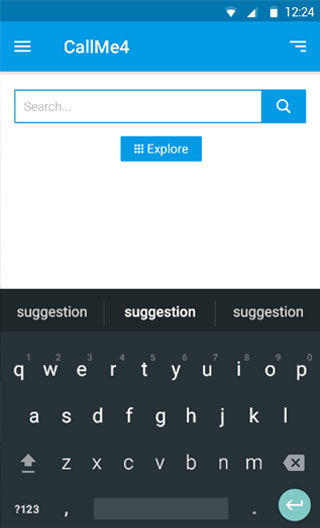 12:24
CallMe4
Search...
Explore
suggestion suggestion suggestion
1 2 3 4 5 6 7 8 9 0
q w e r t y u i o p
a s d f g h j k l
z x c v b n m
?123 , .